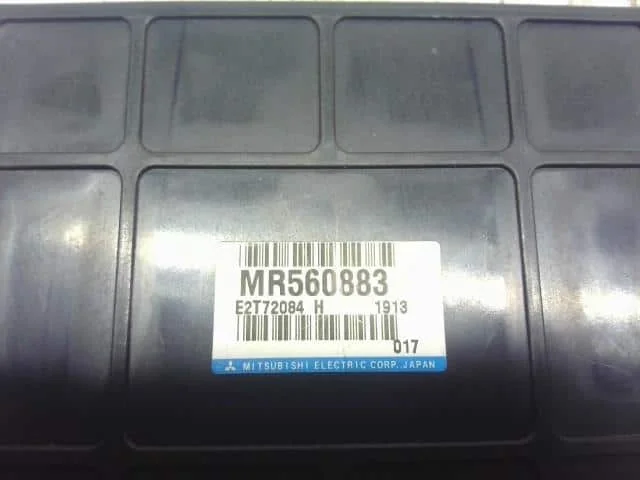 MR560883
E2T72084 H 1913
017
MITSUBISHI ELECTRIC CORP. JAPAN